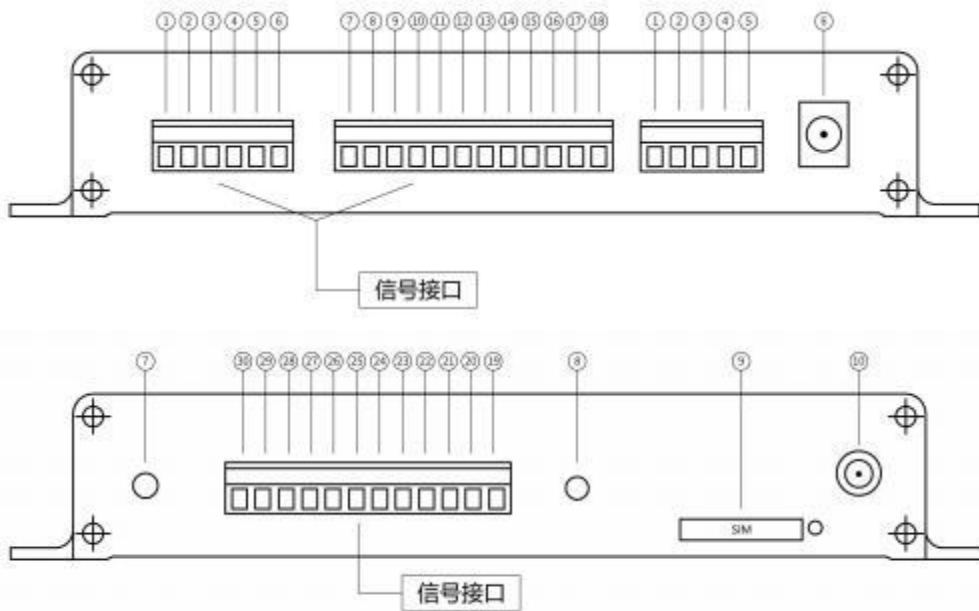 ① ② ③ ④ ⑤ ⑥ ⑦ ⑧ ⑨ ⑩ ⑪ ⑫ ⑬ ⑭ ⑮ ⑯ ⑰ ⑱ ① ② ③ ④ ⑤ ⑥
信号接口
⑦ ㉚ ㉙ ㉘ ㉗ ㉖ ㉕ ㉔ ㉓ ㉒ ㉑ ⑳ ⑲ ⑧ ⑨ ⑩
SIM
信号接口